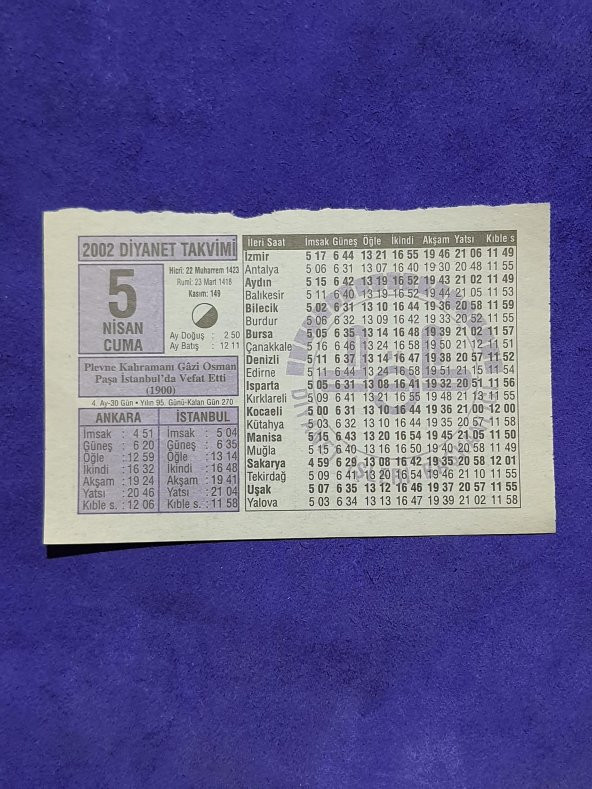 2002 DİYANET TAKVİMİ
5
NİSAN
CUMA
Hicri: 22 Muharrem 1423
Rumi: 23 Mart 1418
Kasım: 149
Ay Doğuş : 2 50
Ay Batış : 12 11
Plevne Kahramanı Gâzi Osman
Paşa İstanbul'da Vefat Etti
(1900)
4. Ay-30 Gün • Yılın 95. Günü-Kalan Gün 270
ANKARA
İmsak : 4 51
Güneş : 6 20
Öğle : 12 59
İkindi : 16 32
Akşam : 19 24
Yatsı : 20 46
Kıble s. : 12 06
İSTANBUL
İmsak : 5 04
Güneş : 6 35
Öğle : 13 14
İkindi : 16 48
Akşam : 19 41
Yatsı : 21 04
Kıble s. : 11 58
İleri Saat İmsak Güneş Öğle İkindi Akşam Yatsı Kıble s
İzmir 5 17 6 44 13 21 16 55 19 46 21 06 11 49
Antalya 5 06 6 31 13 07 16 40 19 30 20 48 11 55
Aydın 5 15 6 42 13 19 16 52 19 43 21 02 11 49
Balıkesir 5 11 6 40 13 19 16 52 19 44 21 05 11 53
Bilecik 5 02 6 31 13 10 16 44 19 36 20 58 11 59
Burdur 5 06 6 32 13 09 16 42 19 33 20 52 11 55
Bursa 5 05 6 35 13 14 16 48 19 39 21 02 11 57
Çanakkale 5 16 6 46 13 24 16 58 19 50 21 12 11 51
Denizli 5 11 6 37 13 14 16 47 19 38 20 57 11 52
Edirne 5 11 6 44 13 24 16 58 19 51 21 15 11 54
Isparta 5 05 6 31 13 08 16 41 19 32 20 51 11 56
Kırklareli 5 09 6 41 13 21 16 55 19 48 21 12 11 55
Kocaeli 5 00 6 31 13 10 16 44 19 36 21 00 12 00
Kütahya 5 05 6 33 13 12 16 45 19 37 20 58 11 57
Manisa 5 16 6 43 13 20 16 54 19 45 21 05 11 50
Muğla 5 15 6 40 13 16 16 50 19 39 20 58 11 50
Sakarya 4 59 6 29 13 08 16 42 19 35 20 58 12 01
Tekirdağ 5 09 6 41 13 20 16 54 19 46 21 10 11 55
Uşak 5 07 6 35 13 12 16 46 19 37 20 57 11 55
Yalova 5 03 6 34 13 13 16 47 19 39 21 02 11 58